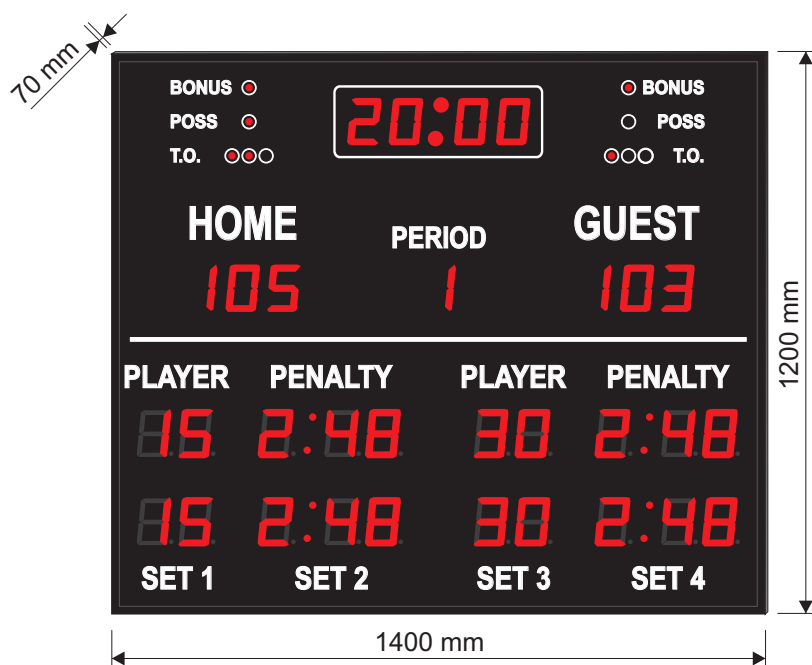 70 mm
BONUS 20:00 BONUS
POSS POSS
T.O. T.O.
HOME PERIOD GUEST
105 1 103
1200 mm
PLAYER PENALTY PLAYER PENALTY
15 2:48 30 2:48
15 2:48 30 2:48
SET 1 SET 2 SET 3 SET 4
1400 mm